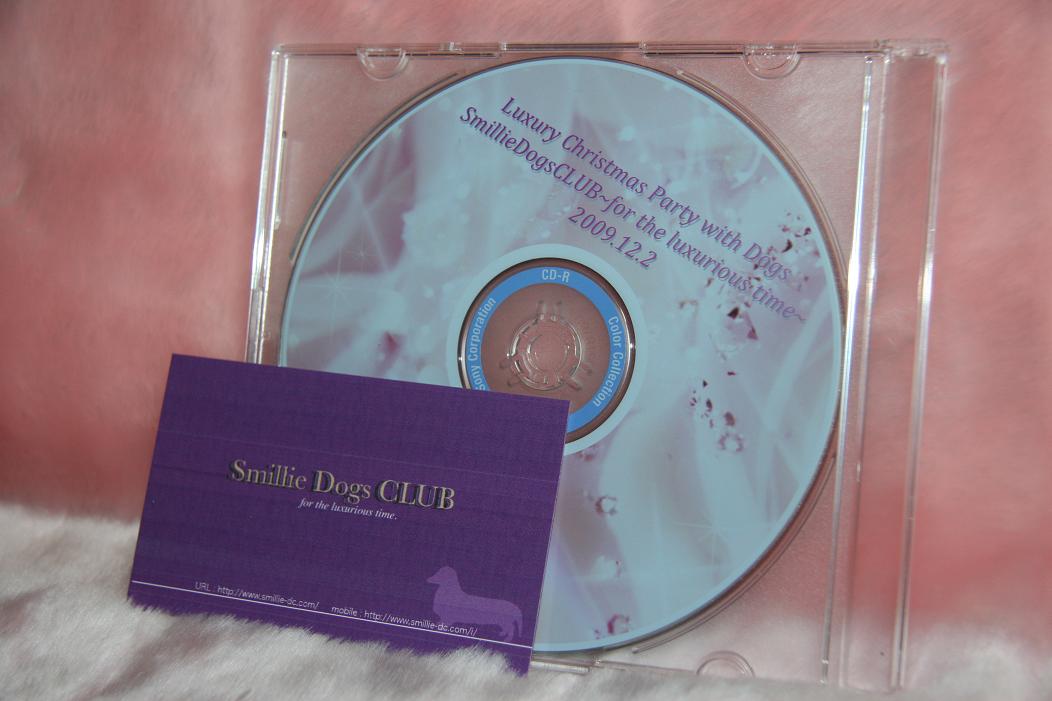 Luxury Christmas Party with Dogs
SmillieDogsCLUB~for the luxurious time~
2009.12.2
CD-R
Sony Corporation
Color Collection
Smillie Dogs CLUB
for the luxurious time.
URL : http://www.smillie-dc.com/ mobile : http://www.smillie-dc.com/i/